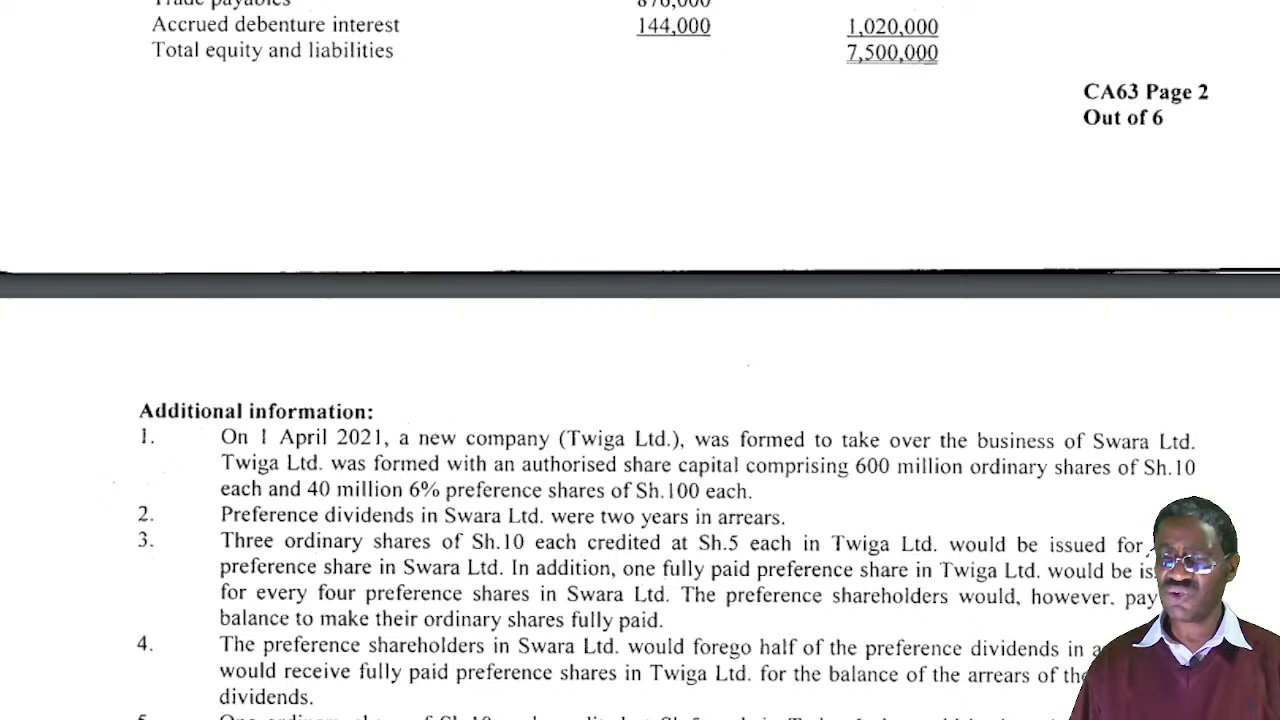 Trade payables 876,000
Accrued debenture interest 144,000 1,020,000
Total equity and liabilities 7,500,000
CA63 Page 2
Out of 6
Additional information:
1. On 1 April 2021, a new company (Twiga Ltd.), was formed to take over the business of Swara Ltd.
Twiga Ltd. was formed with an authorised share capital comprising 600 million ordinary shares of Sh.10
each and 40 million 6% preference shares of Sh.100 each.
2. Preference dividends in Swara Ltd. were two years in arrears.
3. Three ordinary shares of Sh.10 each credited at Sh.5 each in Twiga Ltd. would be issued for
preference share in Swara Ltd. In addition, one fully paid preference share in Twiga Ltd. would be
for every four preference shares in Swara Ltd. The preference shareholders would, however, pay
balance to make their ordinary shares fully paid.
4. The preference shareholders in Swara Ltd. would forego half of the preference dividends in
would receive fully paid preference shares in Twiga Ltd. for the balance of the arrears of
dividends.
5.